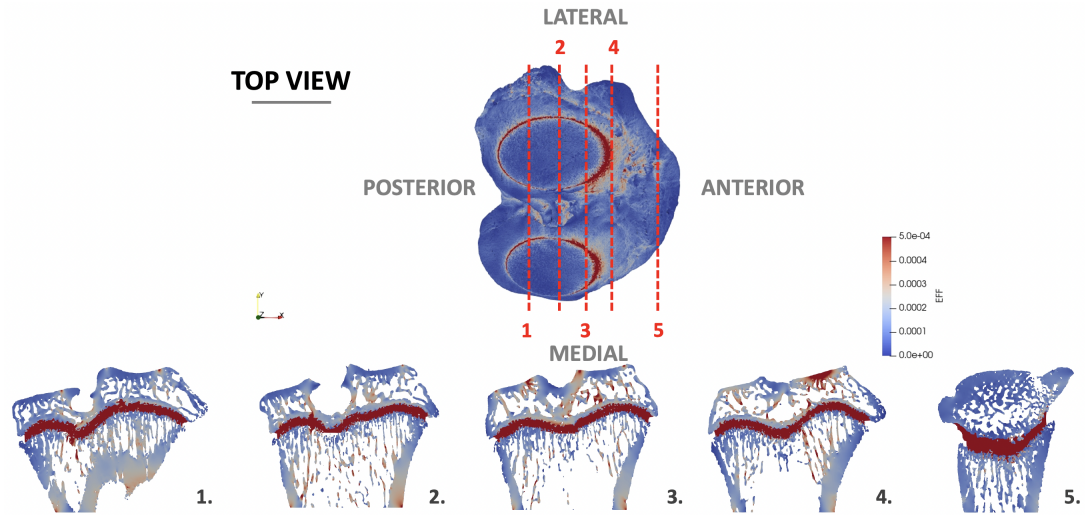 LATERAL
2 4
TOP VIEW
POSTERIOR
ANTERIOR
5.0e-04
0.0004
0.0003
0.0002
0.0001
0.0e+00
EFF
Y
Z X
1 3 5
MEDIAL
1. 2. 3. 4. 5.